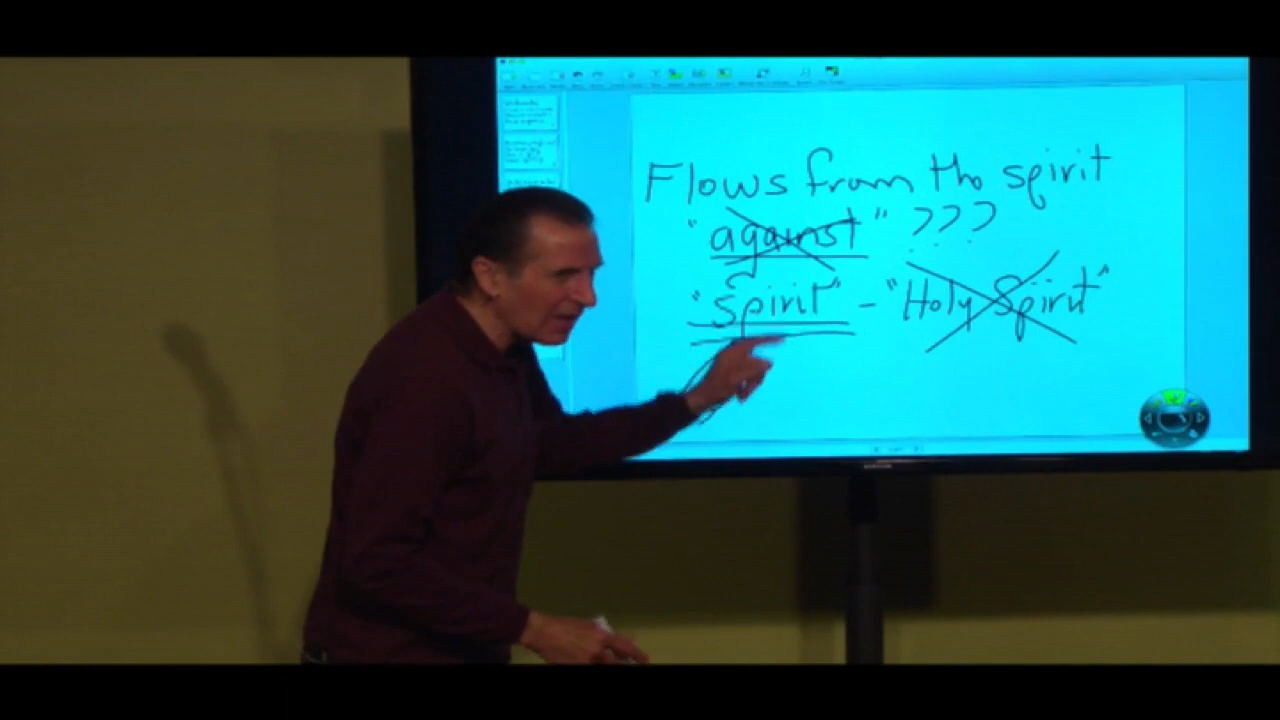 Flows from the spirit
"against" ???
"spirit" - "Holy Spirit"